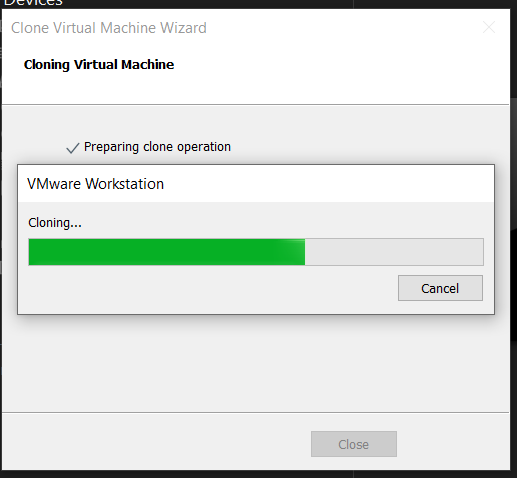 Devices
Clone Virtual Machine Wizard
Cloning Virtual Machine
Preparing clone operation
VMware Workstation
Cloning...
Cancel
Close